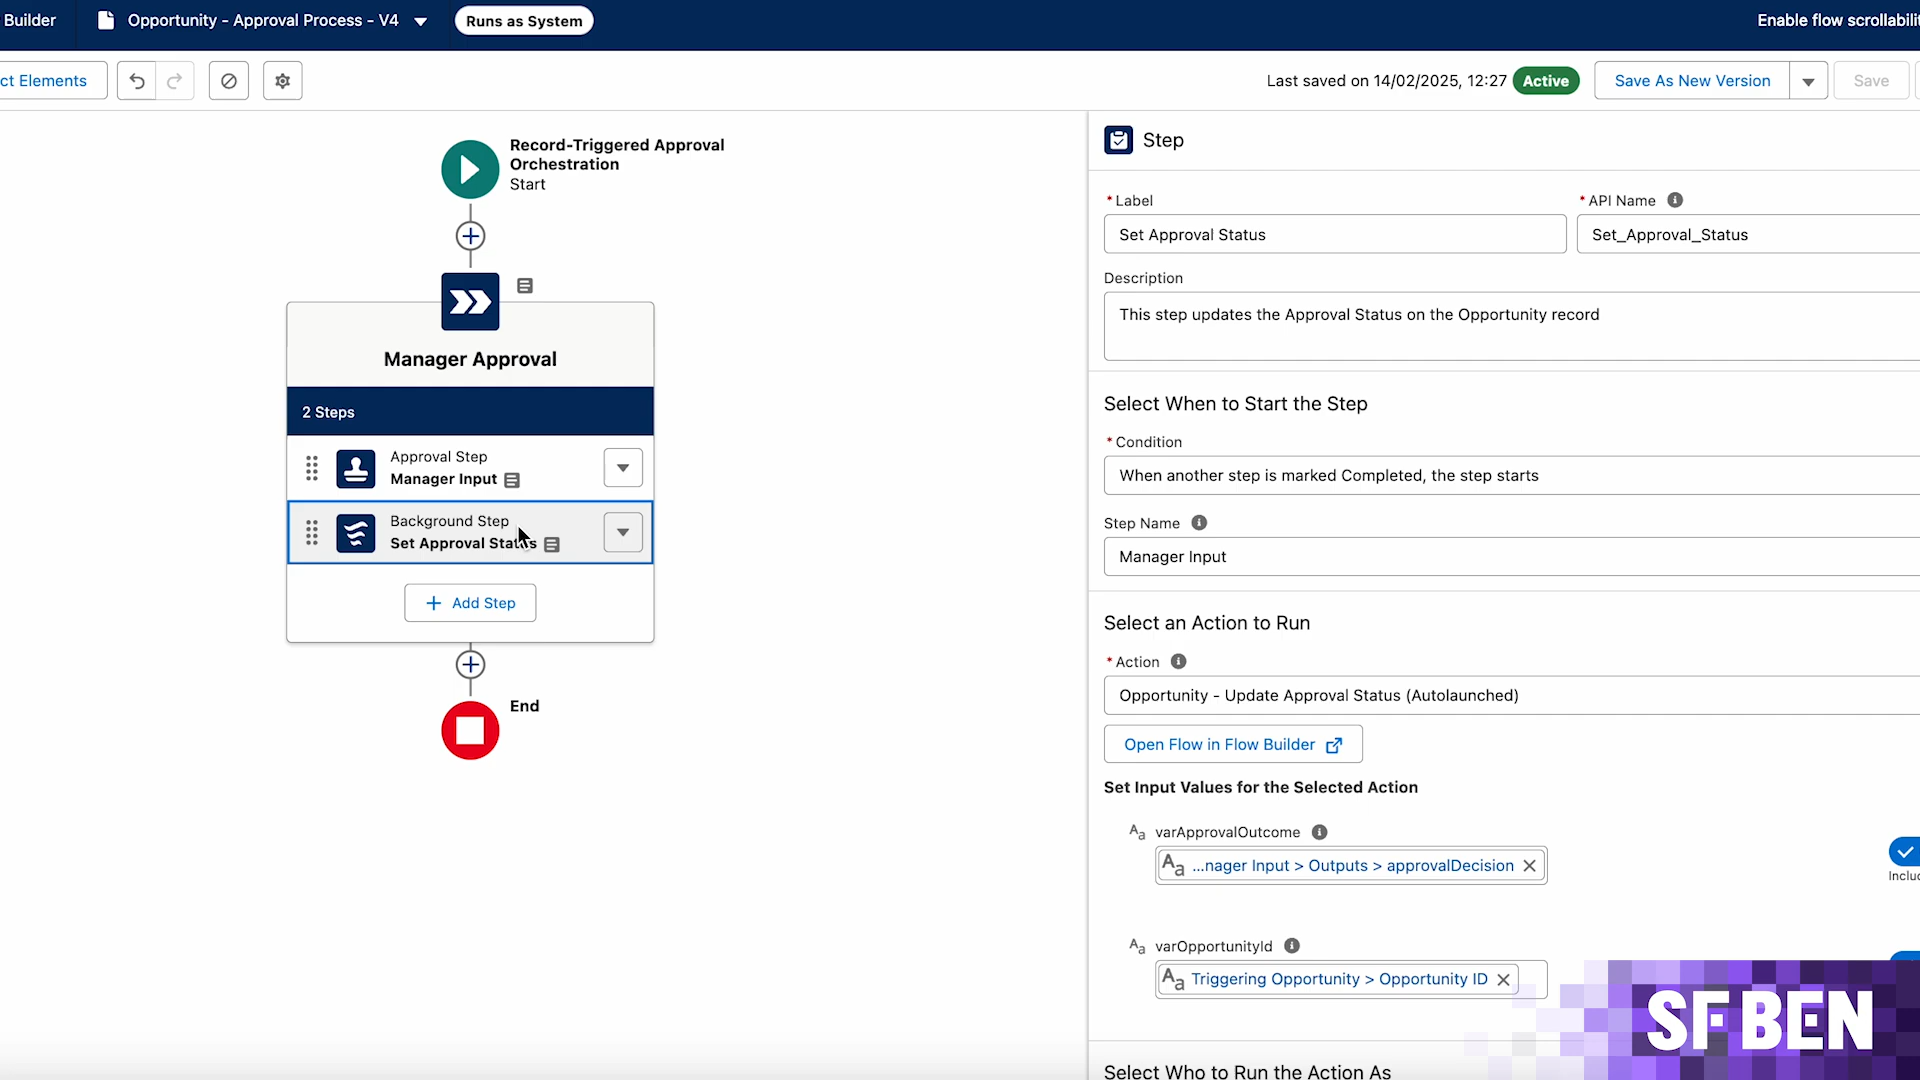 Builder
Opportunity - Approval Process - V4
Runs as System
Enable flow scrollabilit
ct Elements
Last saved on 14/02/2025, 12:27
Active
Save As New Version
Save
Record-Triggered Approval
Orchestration
Start
Manager Approval
2 Steps
Approval Step
Manager Input
Background Step
Set Approval Status
+ Add Step
End
Step
* Label
Set Approval Status
* API Name
Set_Approval_Status
Description
This step updates the Approval Status on the Opportunity record
Select When to Start the Step
* Condition
When another step is marked Completed, the step starts
Step Name
Manager Input
Select an Action to Run
* Action
Opportunity - Update Approval Status (Autolaunched)
Open Flow in Flow Builder
Set Input Values for the Selected Action
Aa varApprovalOutcome
Aa ...nager Input > Outputs > approvalDecision
Includ
Aa varOpportunityId
Aa Triggering Opportunity > Opportunity ID
Select Who to Run the Action As
SF BEN